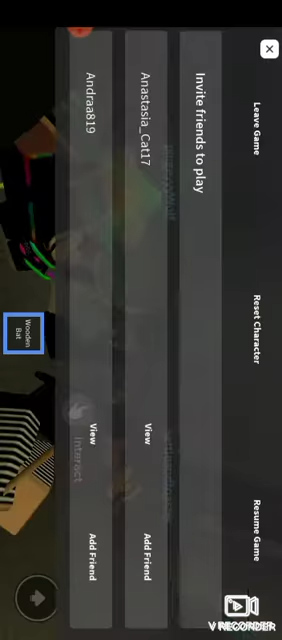 Leave Game
Reset Character
Resume Game
Invite friends to play
Anastasia_Cat17
View
Add Friend
Andraa819
View
Add Friend
Interact
Wooden
Bat
V RECORDER